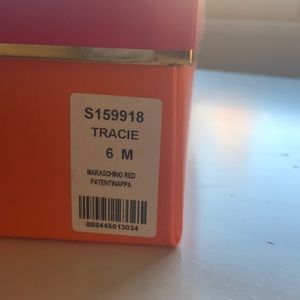 S159918
TRACIE
6 M
MARASCHINO RED
PATENT/NAPPA
888445013034